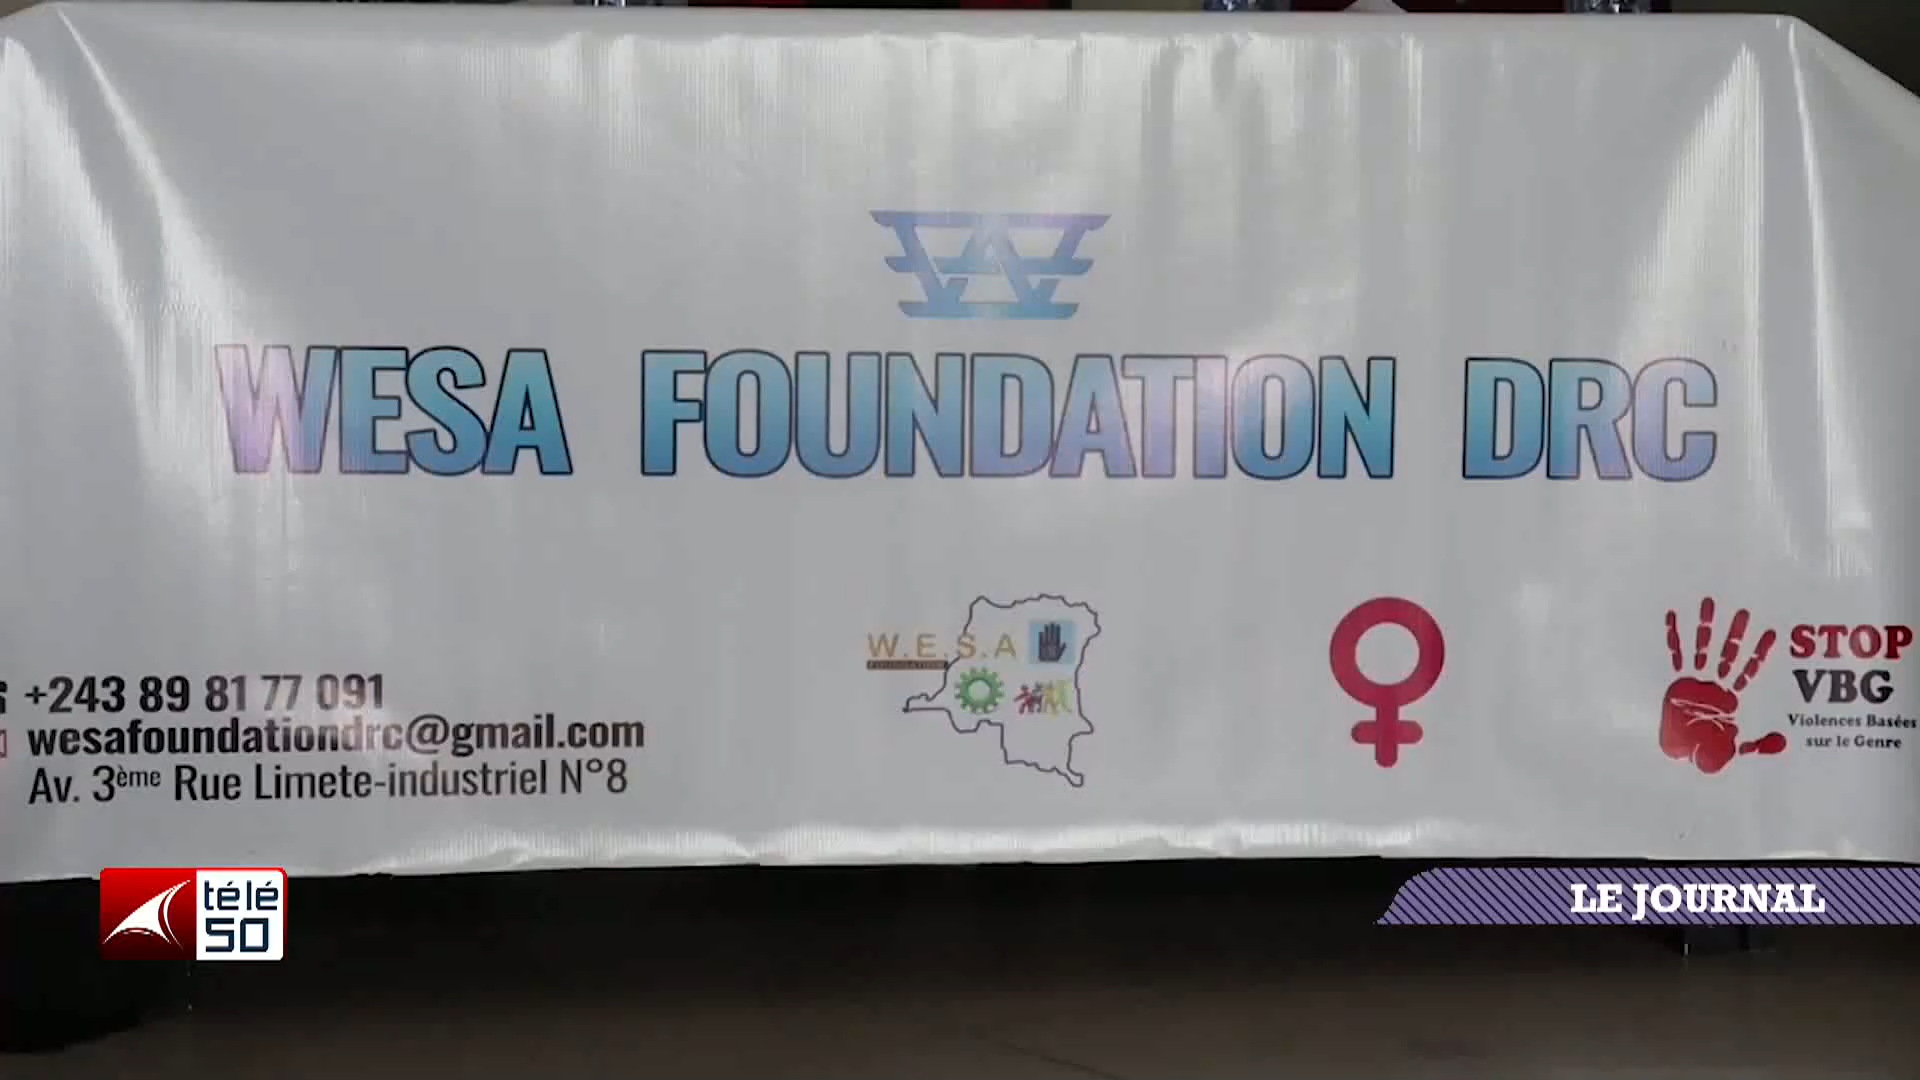 WESA FOUNDATION DRC
W.E.S.A
FOUNDATION
+243 89 81 77 091
wesafoundationdrc@gmail.com
Av. 3ème Rue Limete-industriel N°8
STOP
VBG
Violences Basées
sur le Genre
télé
50
LE JOURNAL